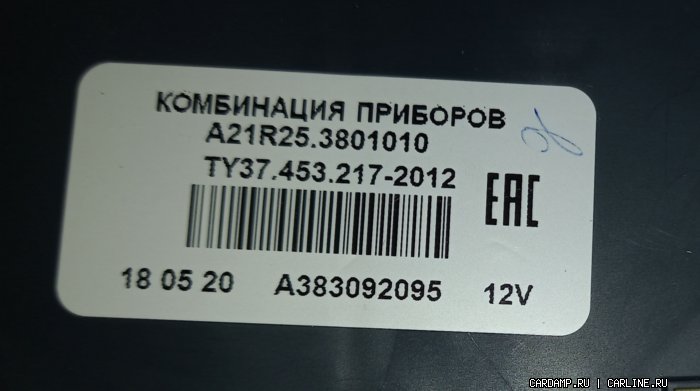 КОМБИНАЦИЯ ПРИБОРОВ
A21R25.3801010
ТУ37.453.217-2012
EAC
18 05 20 A383092095 12V
CARDAMP.RU | CARLINE.RU